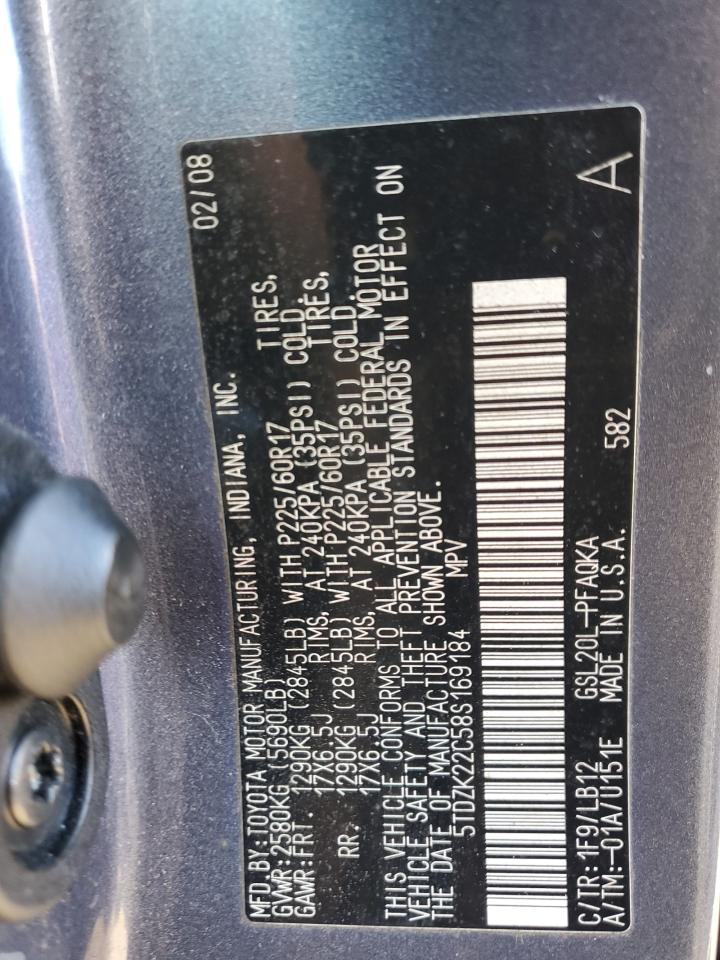 MFD.BY:TOYOTA MOTOR MANUFACTURING, INDIANA, INC. 02/08
GVWR:2580KG(5690LB)
GAWR:FRT. 1290KG (2845LB) WITH P225/60R17 TIRES,
17X6.5J RIMS, AT 240KPA (35PSI) COLD.
RR. 1290KG (2845LB) WITH P225/60R17 TIRES,
17X6.5J RIMS, AT 240KPA (35PSI) COLD.
THIS VEHICLE CONFORMS TO ALL APPLICABLE FEDERAL MOTOR
VEHICLE SAFETY AND THEFT PREVENTION STANDARDS IN EFFECT ON
THE DATE OF MANUFACTURE SHOWN ABOVE.
5TDZK22C58S169184 MPV
A
C/TR:1F9/LB12 GSL20L-PFAQKA
A/TM:-01A/U151E MADE IN U.S.A. 582